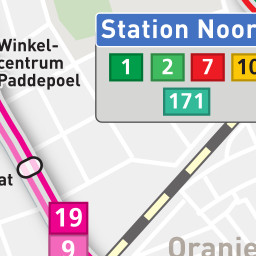 Station Noor
Winkel-
centrum
Paddepoel
1 2 7 10
171
at
19
9
Oranje